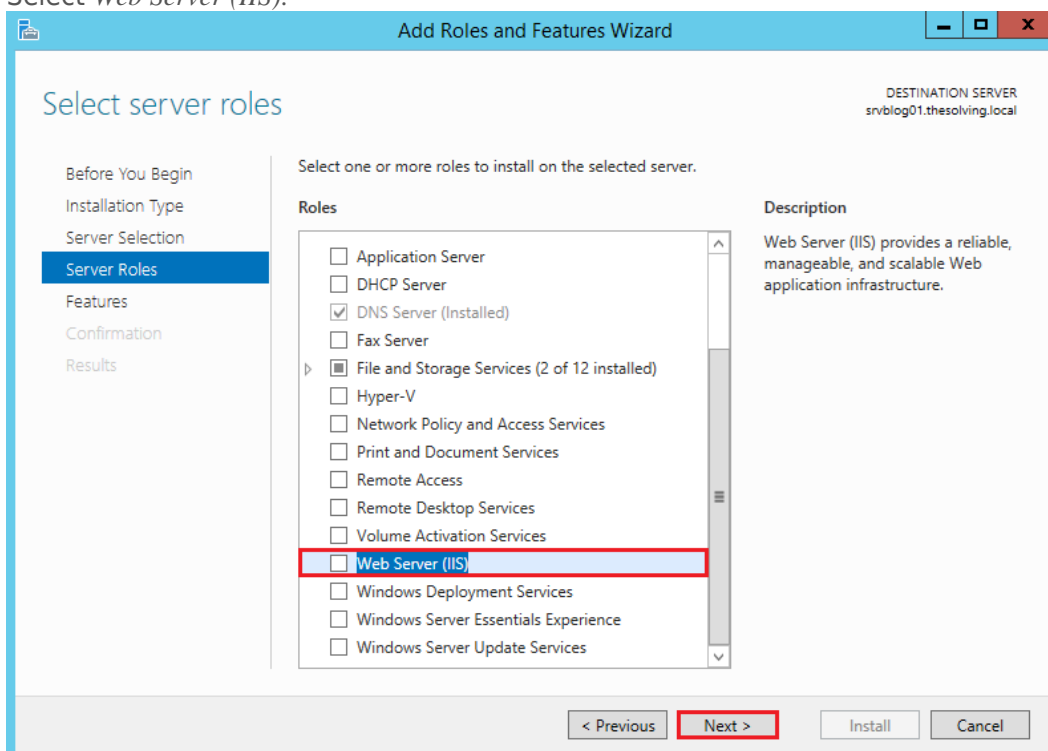 Select Web Server (IIS).
Add Roles and Features Wizard
Select server roles
DESTINATION SERVER
srvblog01.thesolving.local
Before You Begin
Installation Type
Server Selection
Server Roles
Features
Confirmation
Results
Select one or more roles to install on the selected server.
Roles
Application Server
DHCP Server
DNS Server (Installed)
Fax Server
File and Storage Services (2 of 12 installed)
Hyper-V
Network Policy and Access Services
Print and Document Services
Remote Access
Remote Desktop Services
Volume Activation Services
Web Server (IIS)
Windows Deployment Services
Windows Server Essentials Experience
Windows Server Update Services
Description
Web Server (IIS) provides a reliable,
manageable, and scalable Web
application infrastructure.
< Previous
Next >
Install
Cancel